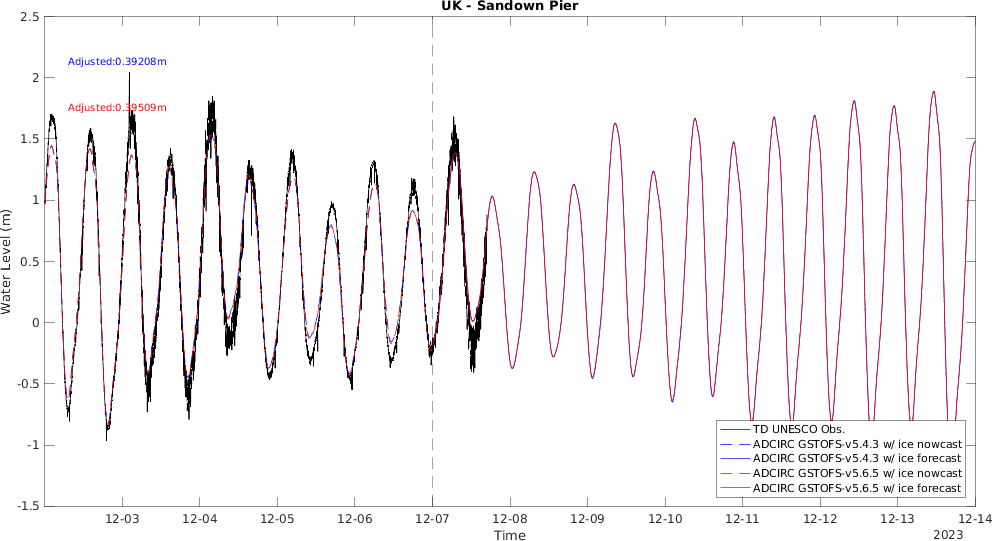 UK - Sandown Pier
2.5
2
1.5
1
0.5
0
-0.5
-1
-1.5
Water Level (m)
Adjusted:0.39208m
Adjusted:0.39509m
TD UNESCO Obs.
ADCIRC GSTOFS-v5.4.3 w/ ice nowcast
ADCIRC GSTOFS-v5.4.3 w/ ice forecast
ADCIRC GSTOFS-v5.6.5 w/ ice nowcast
ADCIRC GSTOFS-v5.6.5 w/ ice forecast
12-03 12-04 12-05 12-06 12-07 12-08 12-09 12-10 12-11 12-12 12-13 12-14
Time
2023